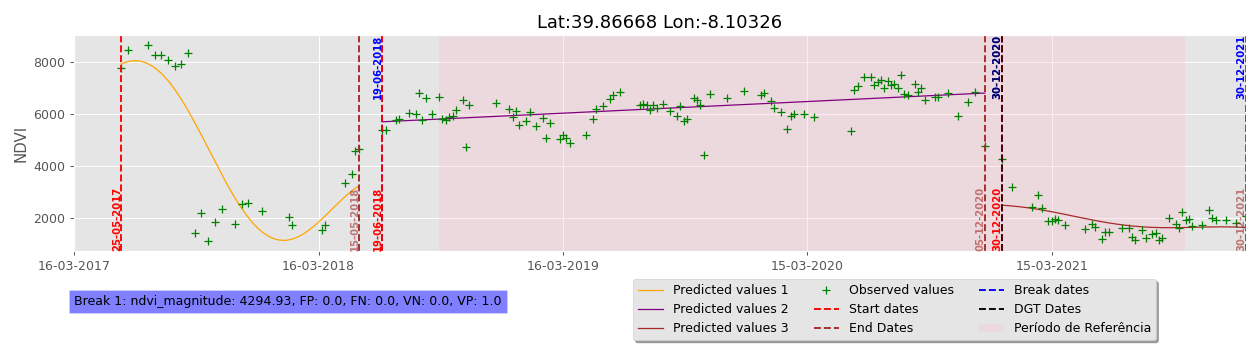 Lat:39.86668 Lon:-8.10326
NDVI
8000
6000
4000
2000
25-05-2017
15-05-2018
19-06-2018
19-06-2018
05-12-2020
30-12-2020
30-12-2020
30-12-2021
30-12-2021
16-03-2017
16-03-2018
16-03-2019
15-03-2020
15-03-2021
Break 1: ndvi_magnitude: 4294.93, FP: 0.0, FN: 0.0, VN: 0.0, VP: 1.0
Predicted values 1
Predicted values 2
Predicted values 3
Observed values
Start dates
End Dates
Break dates
DGT Dates
Período de Referência